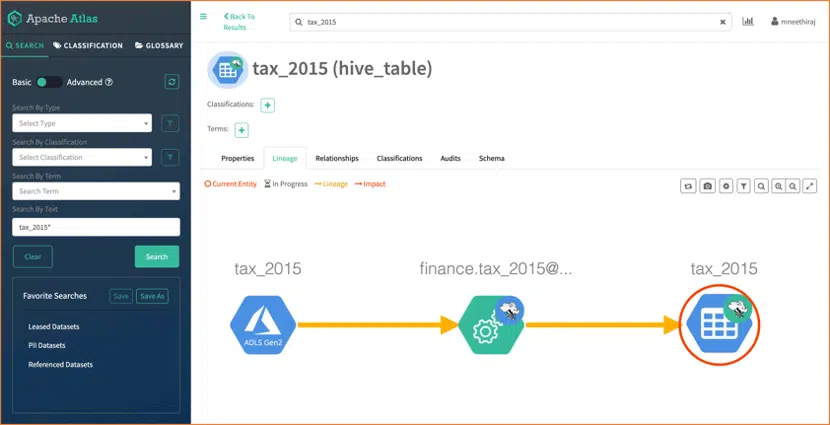 Apache Atlas
SEARCH CLASSIFICATION GLOSSARY
Basic Advanced
Search By Type
Select Type
Search By Classification
Select Classification
Search By Term
Search Term
Search By Text
tax_2015*
Clear Search
Favorite Searches Save Save As
Leased Datasets
PII Datasets
Referenced Datasets
Back To
Results
tax_2015
mneethiraj
tax_2015 (hive_table)
Classifications:
Terms:
Properties Lineage Relationships Classifications Audits Schema
Current Entity In Progress Lineage Impact
tax_2015 finance.tax_2015@... tax_2015
ADLS Gen2